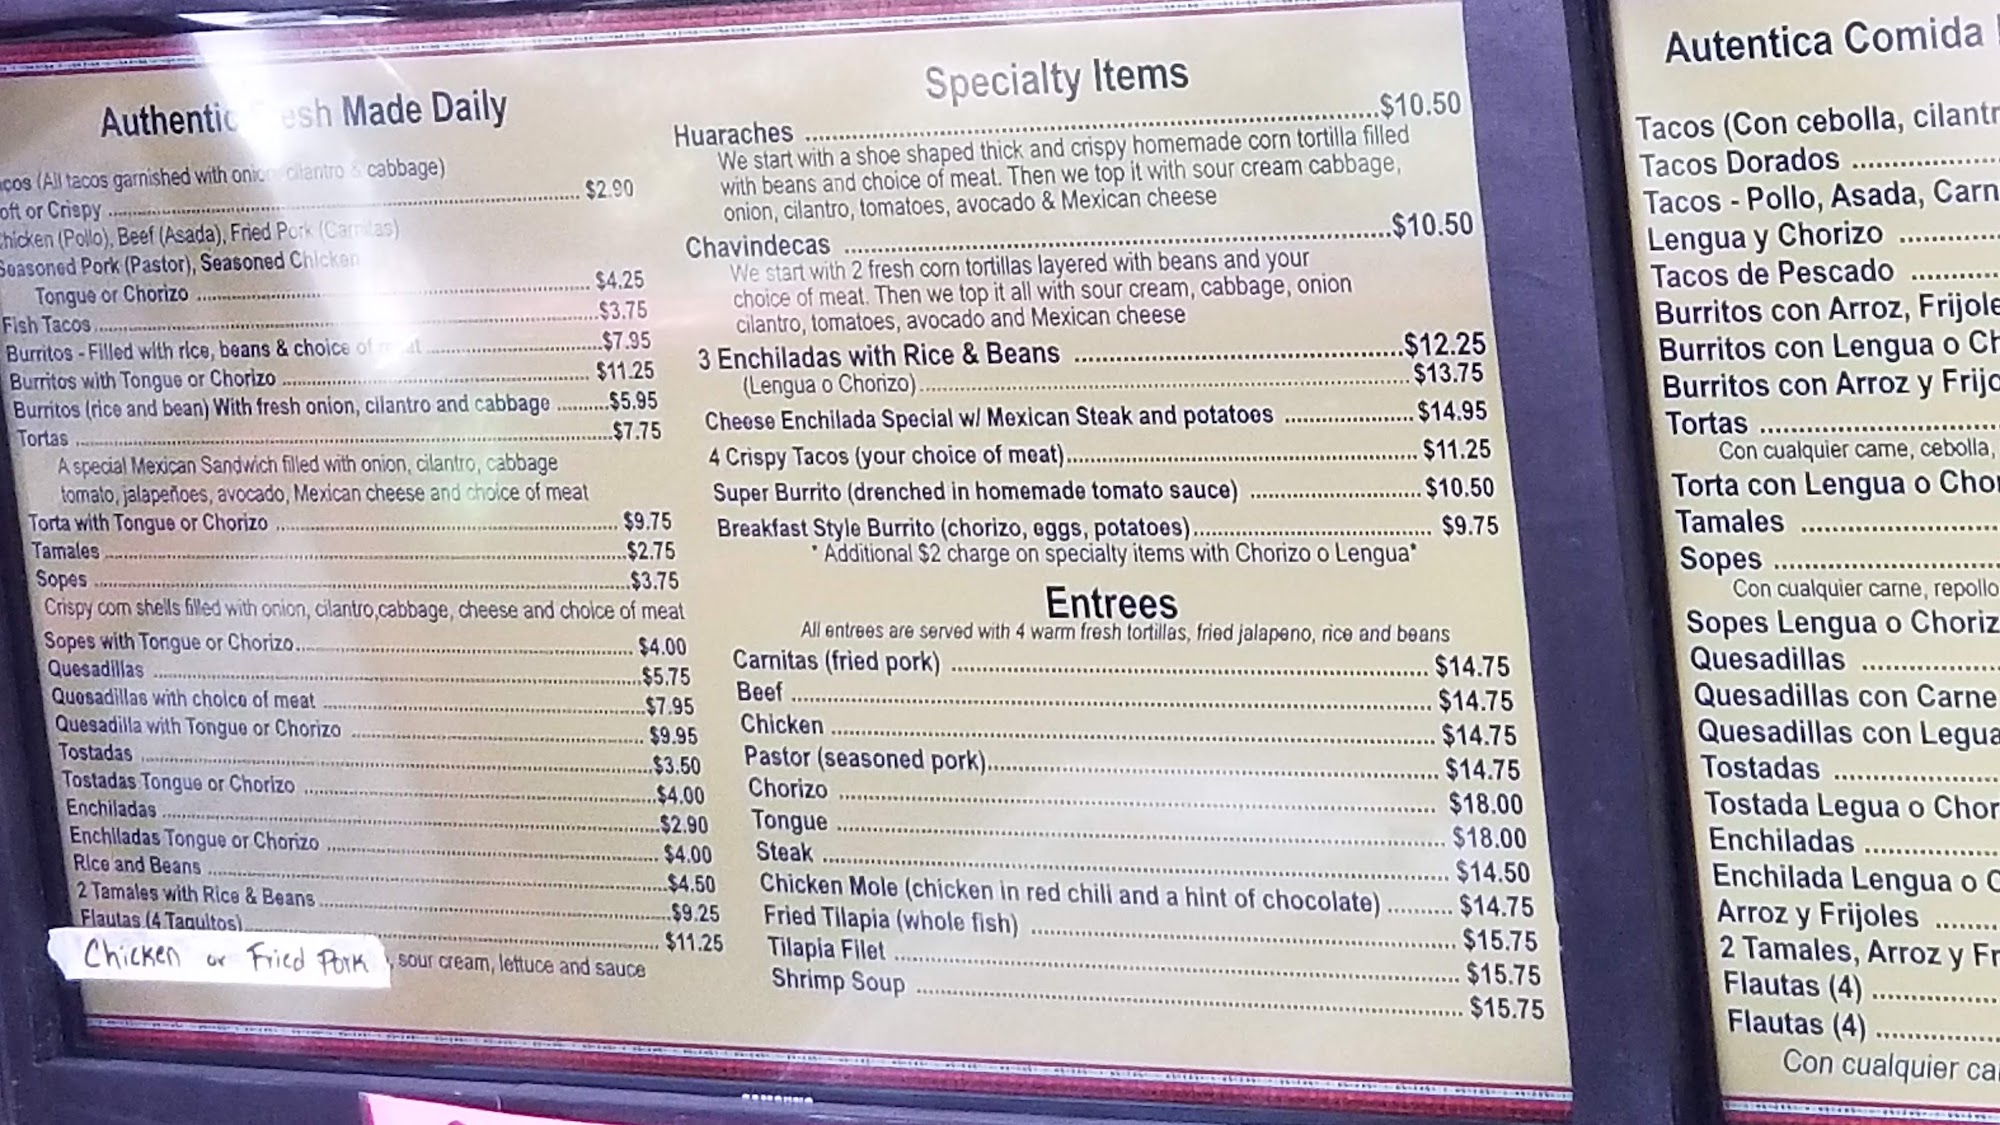 Authentic esh Made Daily
cos (All tacos garnished with onion cilantro & cabbage)
oft or Crispy $2.90
hicken (Pollo), Beef (Asada), Fried Pork (Carnitas)
Seasoned Pork (Pastor), Seasoned Chicken
Tongue or Chorizo $4.25
Fish Tacos $3.75
Burritos - Filled with rice, beans & choice of meat $7.95
Burritos with Tongue or Chorizo $11.25
Burritos (rice and bean) With fresh onion, cilantro and cabbage $5.95
Tortas $7.75
A special Mexican Sandwich filled with onion, cilantro, cabbage
tomato, jalapeñoes, avocado, Mexican cheese and choice of meat
Torta with Tongue or Chorizo $9.75
Tamales $2.75
Sopes $3.75
Crispy corn shells filled with onion, cilantro,cabbage, cheese and choice of meat
Sopes with Tongue or Chorizo $4.00
Quesadillas $5.75
Quesadillas with choice of meat $7.95
Quesadilla with Tongue or Chorizo $9.95
Tostadas $3.50
Tostadas Tongue or Chorizo $4.00
Enchiladas $2.90
Enchiladas Tongue or Chorizo $4.00
Rice and Beans $4.50
2 Tamales with Rice & Beans $9.25
Flautas (4 Taquitos) $11.25
Chicken or Fried Pork , sour cream, lettuce and sauce
Specialty Items
Huaraches $10.50
We start with a shoe shaped thick and crispy homemade corn tortilla filled
with beans and choice of meat. Then we top it with sour cream cabbage,
onion, cilantro, tomatoes, avocado & Mexican cheese
Chavindecas $10.50
We start with 2 fresh corn tortillas layered with beans and your
choice of meat. Then we top it all with sour cream, cabbage, onion
cilantro, tomatoes, avocado and Mexican cheese
3 Enchiladas with Rice & Beans $12.25
(Lengua o Chorizo) $13.75
Cheese Enchilada Special w/ Mexican Steak and potatoes $14.95
4 Crispy Tacos (your choice of meat) $11.25
Super Burrito (drenched in homemade tomato sauce) $10.50
Breakfast Style Burrito (chorizo, eggs, potatoes) $9.75
* Additional $2 charge on specialty items with Chorizo o Lengua*
Entrees
All entrees are served with 4 warm fresh tortillas, fried jalapeno, rice and beans
Carnitas (fried pork) $14.75
Beef $14.75
Chicken $14.75
Pastor (seasoned pork) $14.75
Chorizo $18.00
Tongue $18.00
Steak $14.50
Chicken Mole (chicken in red chili and a hint of chocolate) $14.75
Fried Tilapia (whole fish) $15.75
Tilapia Filet $15.75
Shrimp Soup $15.75
SAMSUNG
Autentica Comida
Tacos (Con cebolla, cilantr
Tacos Dorados
Tacos - Pollo, Asada, Carn
Lengua y Chorizo
Tacos de Pescado
Burritos con Arroz, Frijole
Burritos con Lengua o Ch
Burritos con Arroz y Frijo
Tortas
Con cualquier carne, cebolla,
Torta con Lengua o Chor
Tamales
Sopes
Con cualquier carne, repollo
Sopes Lengua o Choriz
Quesadillas
Quesadillas con Carne
Quesadillas con Legua
Tostadas
Tostada Legua o Chor
Enchiladas
Enchilada Lengua o C
Arroz y Frijoles
2 Tamales, Arroz y Fr
Flautas (4)
Flautas (4)
Con cualquier ca